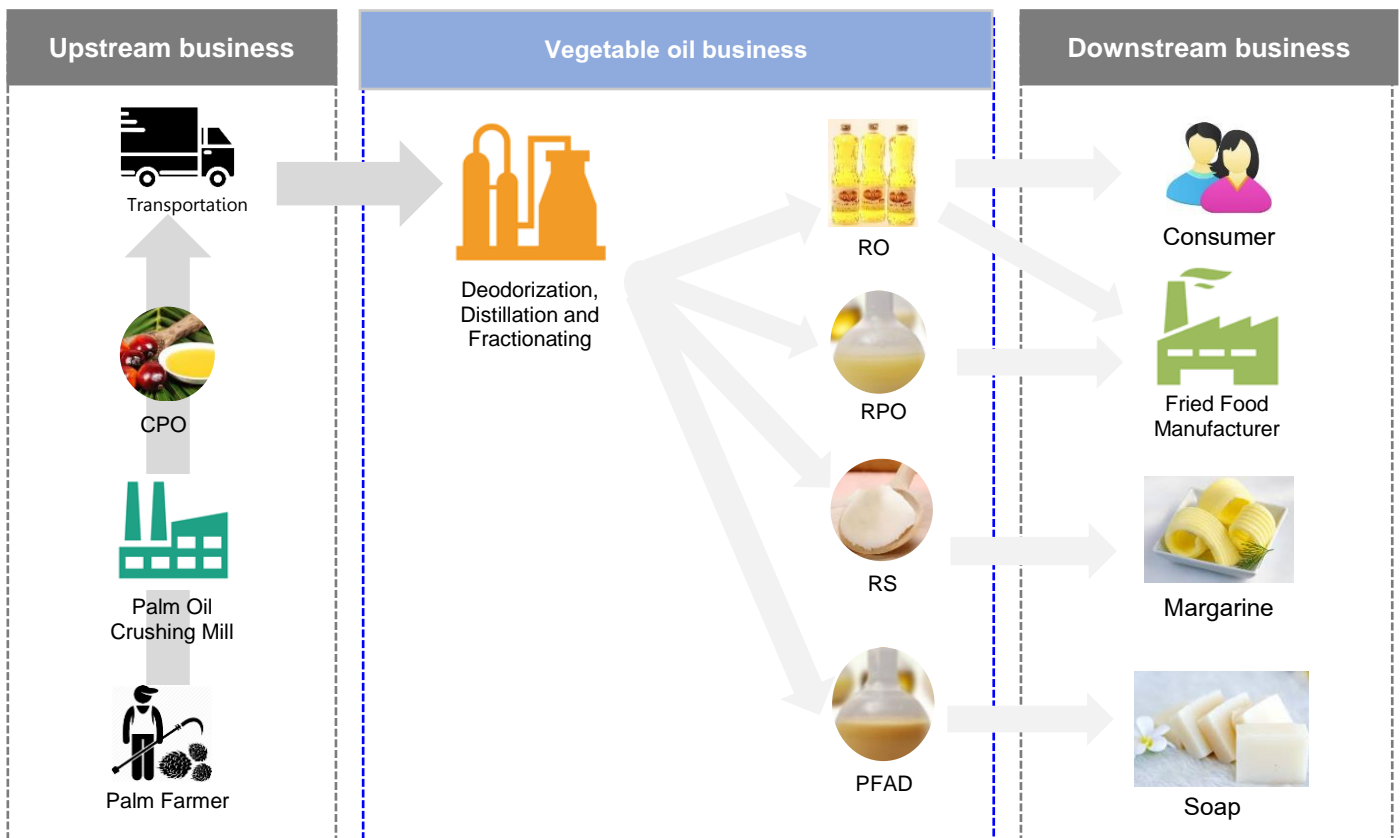 Upstream business
Vegetable oil business
Downstream business
Transportation
CPO
Palm Oil
Crushing Mill
Palm Farmer
Deodorization,
Distillation and
Fractionating
RO
RPO
RS
PFAD
Consumer
Fried Food
Manufacturer
Margarine
Soap